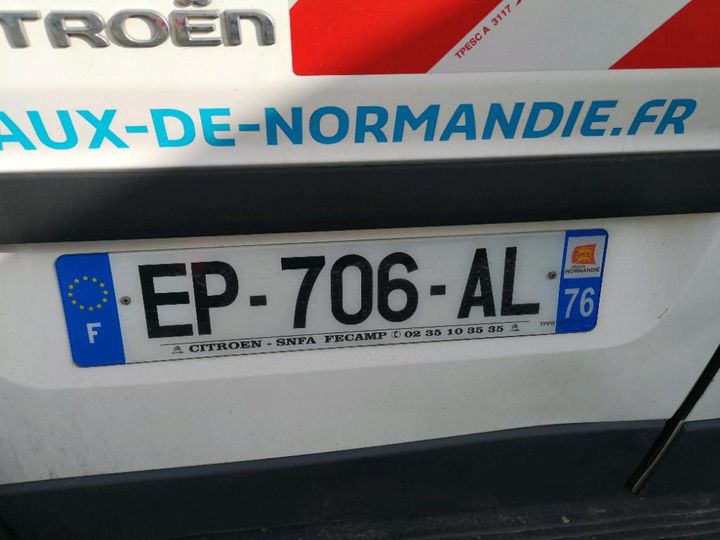 TROËN
TPESC A 3117
AUX-DE-NORMANDIE.FR
F
EP-706-AL
NORMANDIE
76
CITROEN - SNFA FECAMP ✆ 02 35 10 35 35